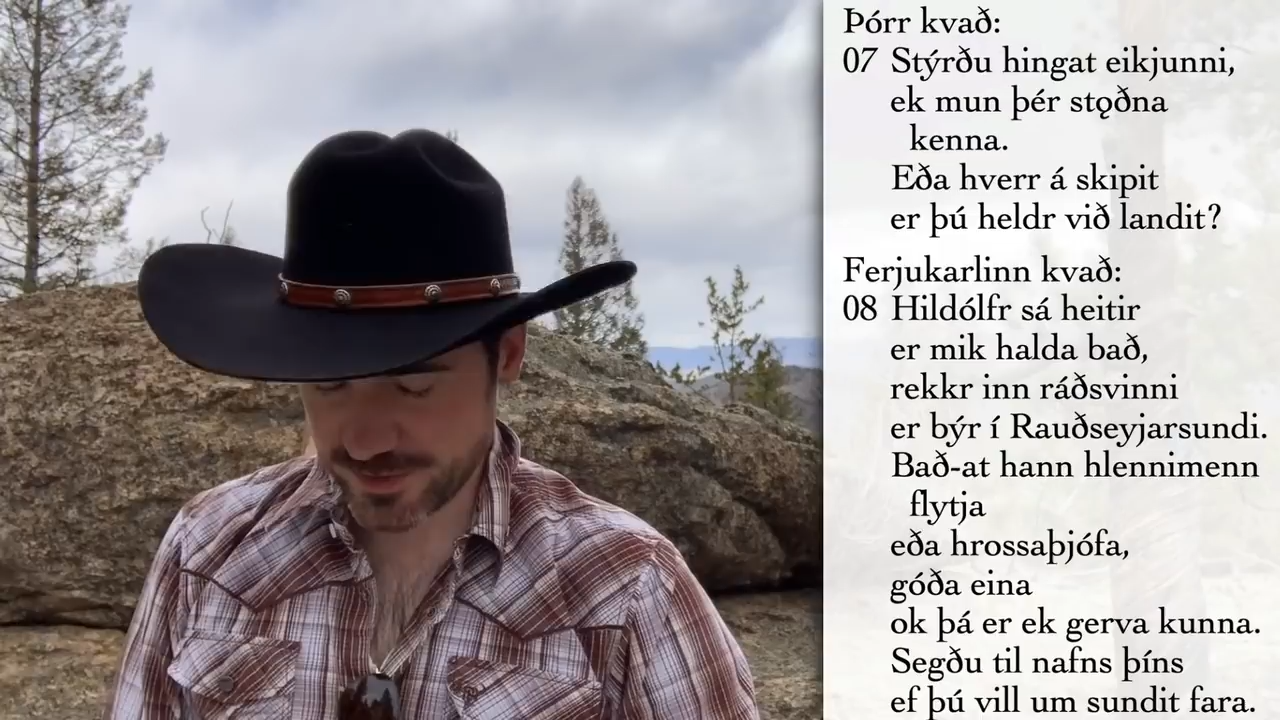 Þórr kvað:
07 Stýrðu hingat eikjunni,
ek mun þér stǫðna
kenna.
Eða hverr á skipit
er þú heldr við landit?
Ferjukarlinn kvað:
08 Hildólfr sá heitir
er mik halda bað,
rekkr inn ráðsvinni
er býr í Rauðseyjarsundi.
Bað-at hann hlennimenn
flytja
eða hrossaþjófa,
góða eina
ok þá er ek gerva kunna.
Segðu til nafns þíns
ef þú vill um sundit fara.